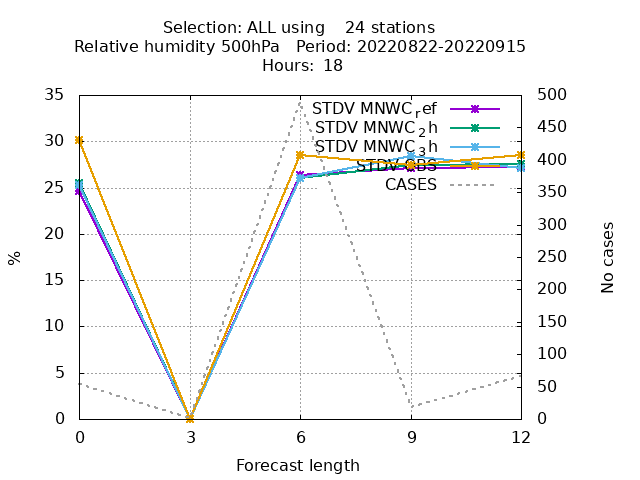 Selection: ALL using    24 stations
Relative humidity 500hPa   Period: 20220822-20220915
Hours: 18
STDV MNWC_ref
STDV MNWC_2h
STDV MNWC_3h
STDV OBS
CASES
35
30
25
20
15
10
5
0
%
500
450
400
350
300
250
200
150
100
50
0
No cases
0 3 6 9 12
Forecast length